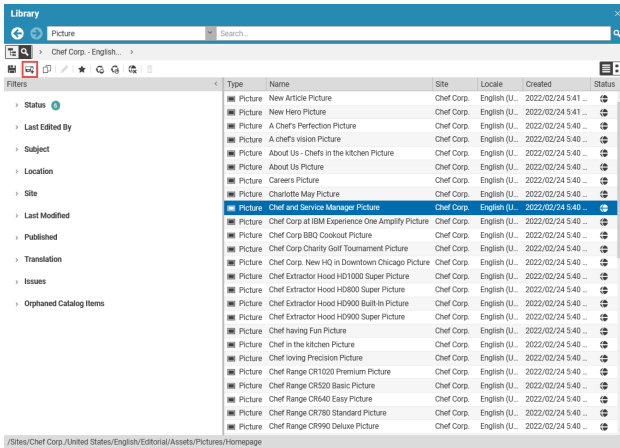 Library
Picture Search...
Chef Corp. - English...
Filters
Status 6
Last Edited By
Subject
Location
Site
Last Modified
Published
Translation
Issues
Orphaned Catalog Items
Type Name Site Locale Created Status
Picture New Article Picture Chef Corp. English (U... 2022/02/24 5:41 ...
Picture New Hero Picture Chef Corp. English (U... 2022/02/24 5:41 ...
Picture A Chef's Perfection Picture Chef Corp. English (U... 2022/02/24 5:40 ...
Picture A chef's vision Picture Chef Corp. English (U... 2022/02/24 5:40 ...
Picture About Us - Chefs in the kitchen Picture Chef Corp. English (U... 2022/02/24 5:40 ...
Picture About Us Picture Chef Corp. English (U... 2022/02/24 5:40 ...
Picture Careers Picture Chef Corp. English (U... 2022/02/24 5:40 ...
Picture Charlotte May Picture Chef Corp. English (U... 2022/02/24 5:40 ...
Picture Chef and Service Manager Picture Chef Corp. English (U... 2022/02/24 5:40 ...
Picture Chef Corp at IBM Experience One Amplify Picture Chef Corp. English (U... 2022/02/24 5:40 ...
Picture Chef Corp BBQ Cookout Picture Chef Corp. English (U... 2022/02/24 5:40 ...
Picture Chef Corp Charity Golf Tournament Picture Chef Corp. English (U... 2022/02/24 5:40 ...
Picture Chef Corp. New HQ in Downtown Chicago Picture Chef Corp. English (U... 2022/02/24 5:40 ...
Picture Chef Extractor Hood HD1000 Super Picture Chef Corp. English (U... 2022/02/24 5:40 ...
Picture Chef Extractor Hood HD800 Super Picture Chef Corp. English (U... 2022/02/24 5:40 ...
Picture Chef Extractor Hood HD900 Built-In Picture Chef Corp. English (U... 2022/02/24 5:40 ...
Picture Chef Extractor Hood HD900 Super Picture Chef Corp. English (U... 2022/02/24 5:40 ...
Picture Chef having Fun Picture Chef Corp. English (U... 2022/02/24 5:40 ...
Picture Chef in the kitchen Picture Chef Corp. English (U... 2022/02/24 5:40 ...
Picture Chef loving Precision Picture Chef Corp. English (U... 2022/02/24 5:40 ...
Picture Chef Range CR1020 Premium Picture Chef Corp. English (U... 2022/02/24 5:40 ...
Picture Chef Range CR520 Basic Picture Chef Corp. English (U... 2022/02/24 5:40 ...
Picture Chef Range CR640 Easy Picture Chef Corp. English (U... 2022/02/24 5:40 ...
Picture Chef Range CR780 Standard Picture Chef Corp. English (U... 2022/02/24 5:40 ...
Picture Chef Range CR990 Deluxe Picture Chef Corp. English (U... 2022/02/24 5:40 ...
/Sites/Chef Corp./United States/English/Editorial/Assets/Pictures/Homepage